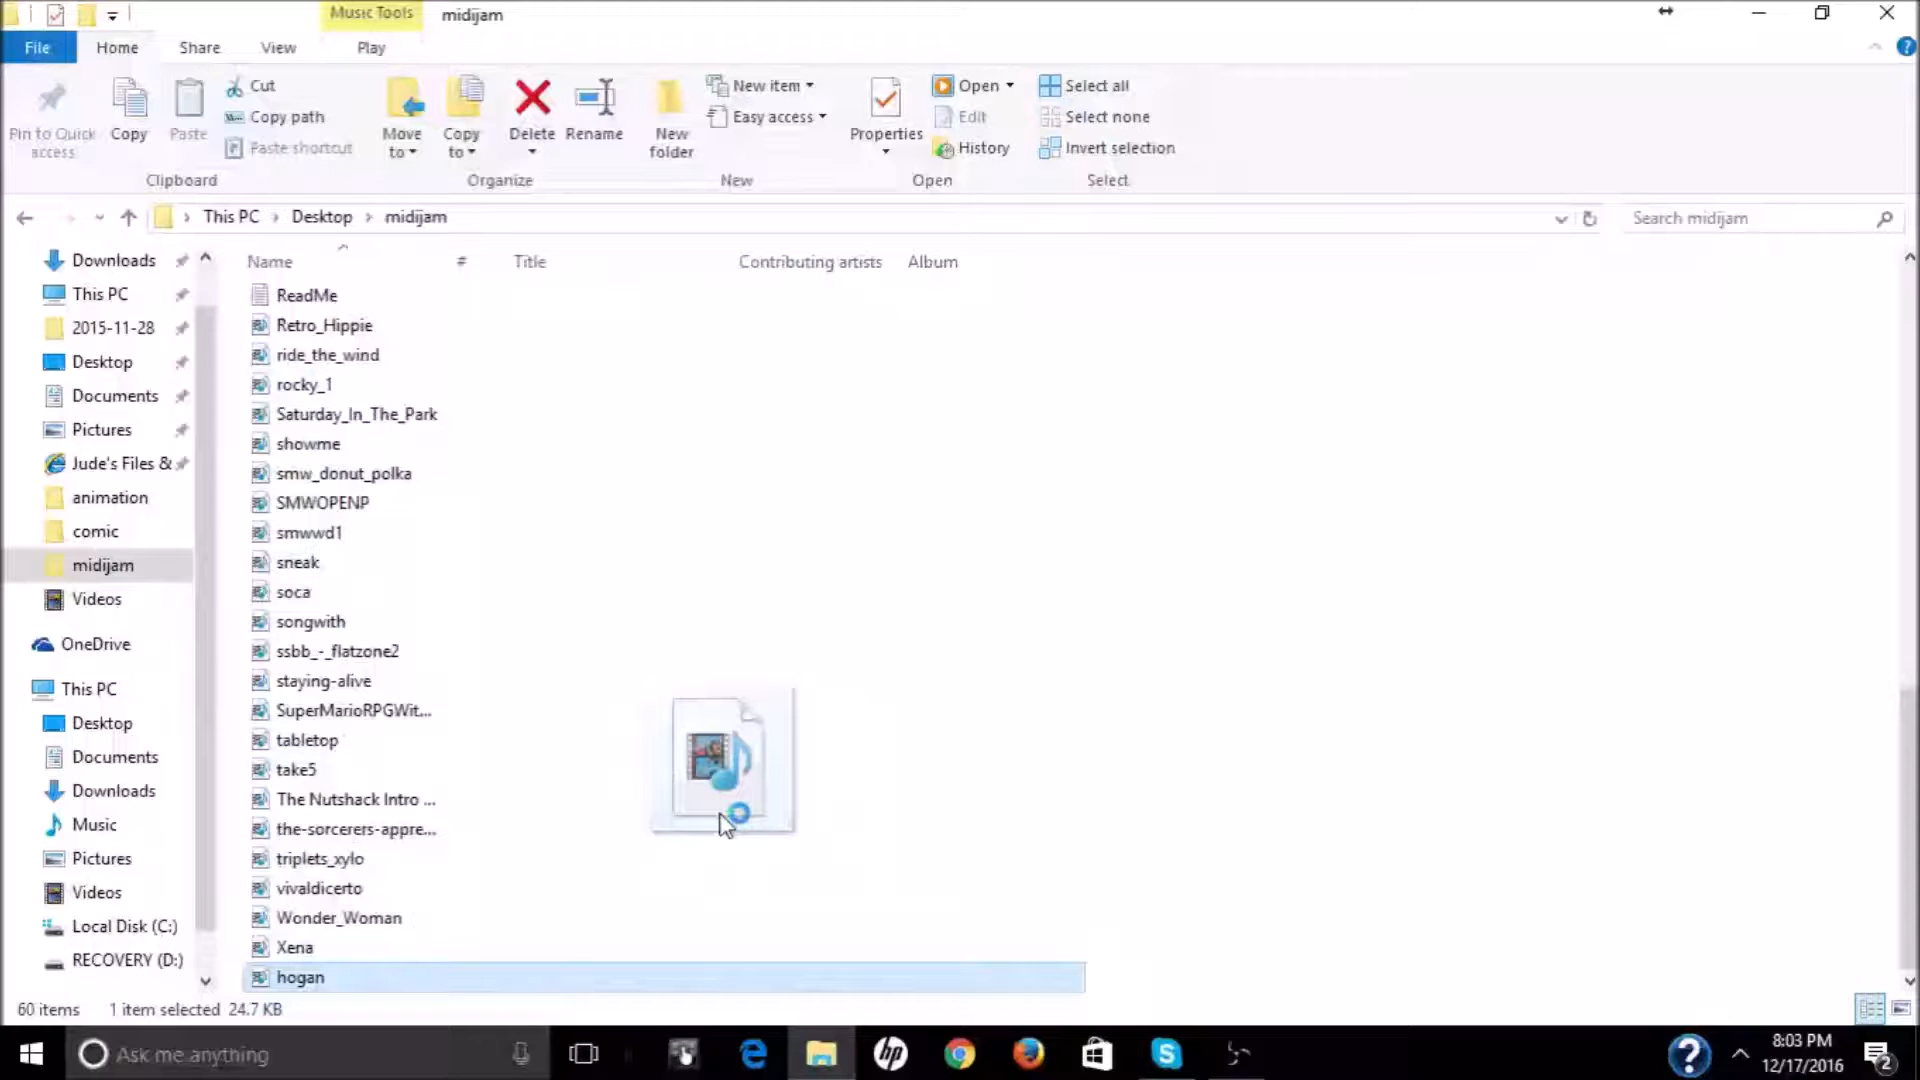 Music Tools midijam
File Home Share View Play
Pin to Quick access
Copy
Paste
Cut
Copy path
Paste shortcut
Clipboard
Move to
Copy to
Delete
Rename
Organize
New folder
New item
Easy access
New
Properties
Open
Edit
History
Open
Select all
Select none
Invert selection
Select
This PC › Desktop › midijam
Search midijam
Downloads
This PC
2015-11-28
Desktop
Documents
Pictures
Jude's Files &
animation
comic
midijam
Videos
OneDrive
This PC
Desktop
Documents
Downloads
Music
Pictures
Videos
Local Disk (C:)
RECOVERY (D:)
Name # Title Contributing artists Album
ReadMe
Retro_Hippie
ride_the_wind
rocky_1
Saturday_In_The_Park
showme
smw_donut_polka
SMWOPENP
smwwd1
sneak
soca
songwith
ssbb_-_flatzone2
staying-alive
SuperMarioRPGWit...
tabletop
take5
The Nutshack Intro ...
the-sorcerers-appre...
triplets_xylo
vivaldicerto
Wonder_Woman
Xena
hogan
60 items 1 item selected 24.7 KB
Ask me anything
hp
8:03 PM
12/17/2016
2